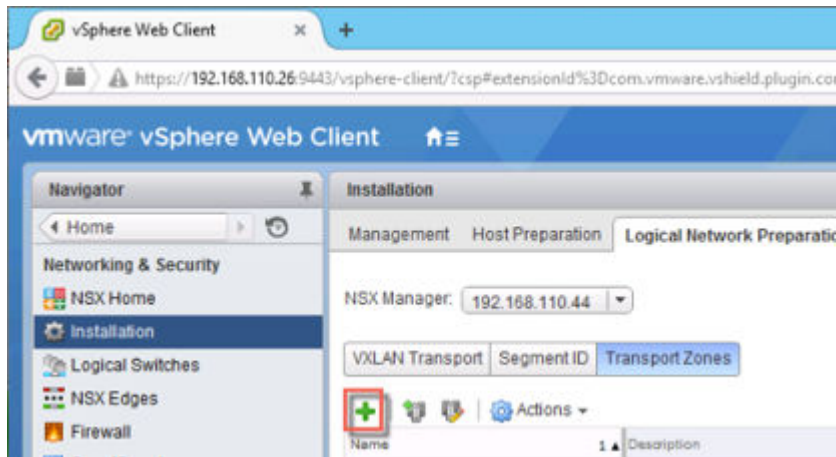 vSphere Web Client
https://192.168.110.26:9443/vsphere-client/?csp#extensionId%3Dcom.vmware.vshield.plugin.co
vmware® vSphere Web Client
Navigator
Home
Networking & Security
NSX Home
Installation
Logical Switches
NSX Edges
Firewall
Installation
Management Host Preparation Logical Network Preparatio
NSX Manager: 192.168.110.44
VXLAN Transport Segment ID Transport Zones
Actions
Name 1 Description